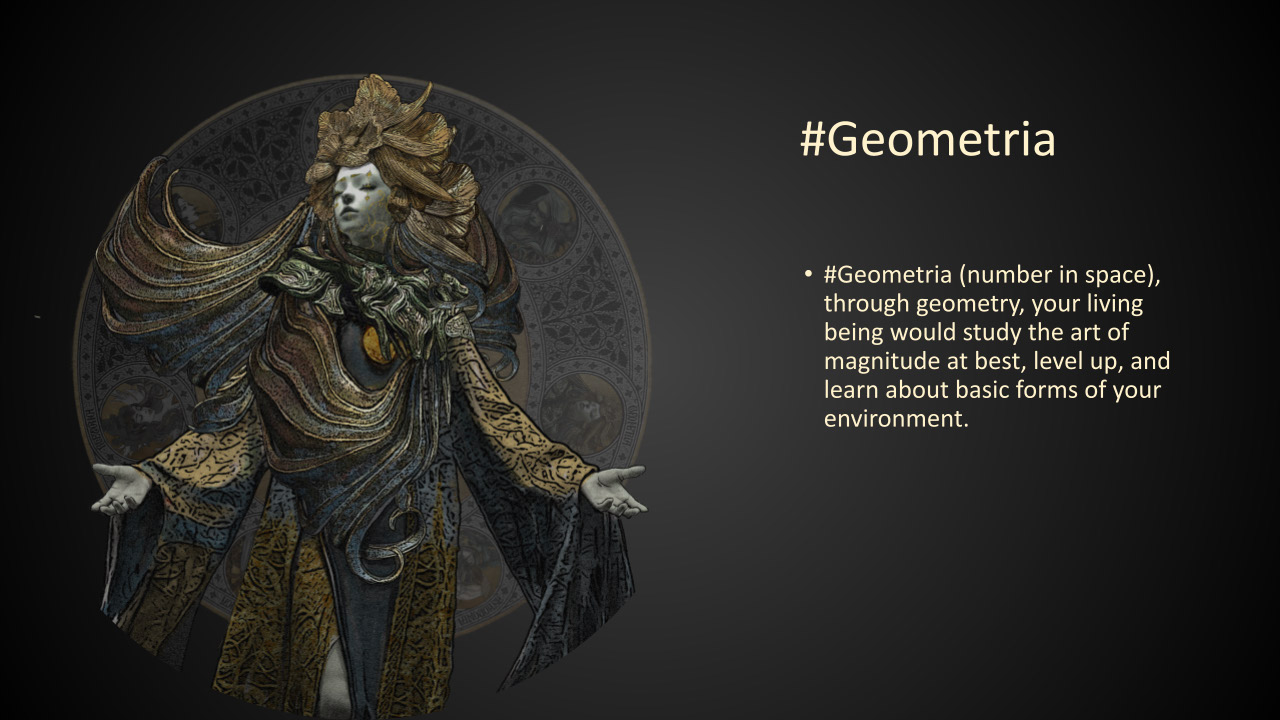 #Geometria
• #Geometria (number in space),
through geometry, your living
being would study the art of
magnitude at best, level up, and
learn about basic forms of your
environment.